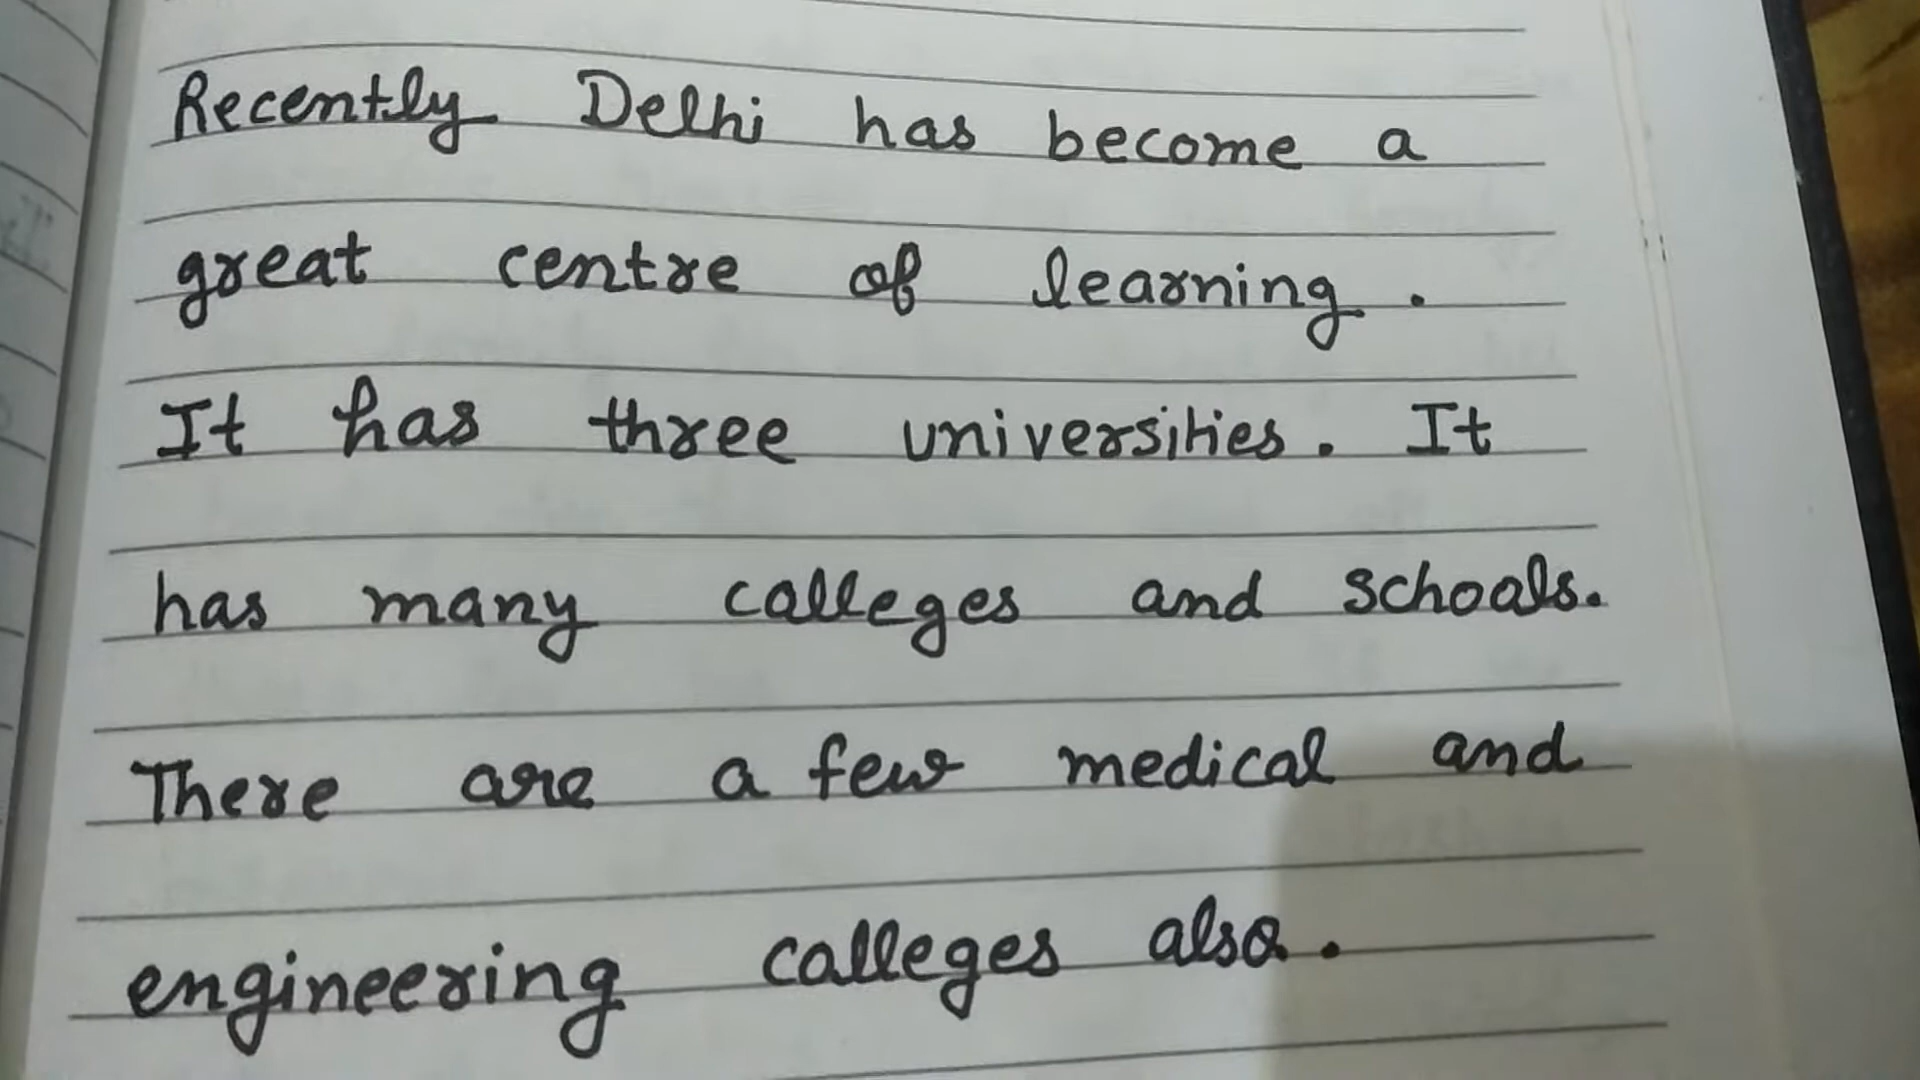 Recently Delhi has become a
great centre of learning.
It has three universities. It
has many colleges and schools.
There are a few medical and
engineering colleges also.